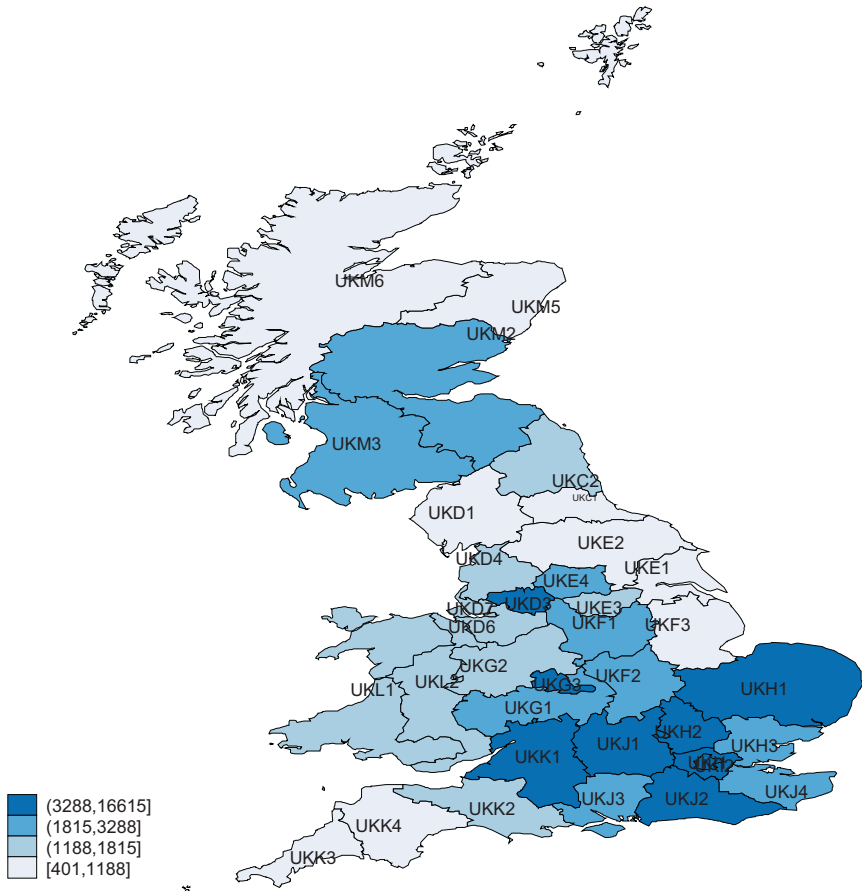 UKM6
UKM5
UKM2
UKM3
UKC2
UKC1
UKD1
UKE2
UKD4
UKE1
UKE4
UKD7
UKD3
UKE3
UKD6
UKF1
UKF3
UKG2
UKF2
UKL1
UKL2
UKG3
UKH1
UKG1
UKH2
UKH3
UKK1
UKJ1
UKJ4
UKJ2
UKJ3
UKK2
UKK4
UKK3
(3288,16615]
(1815,3288]
(1188,1815]
[401,1188]